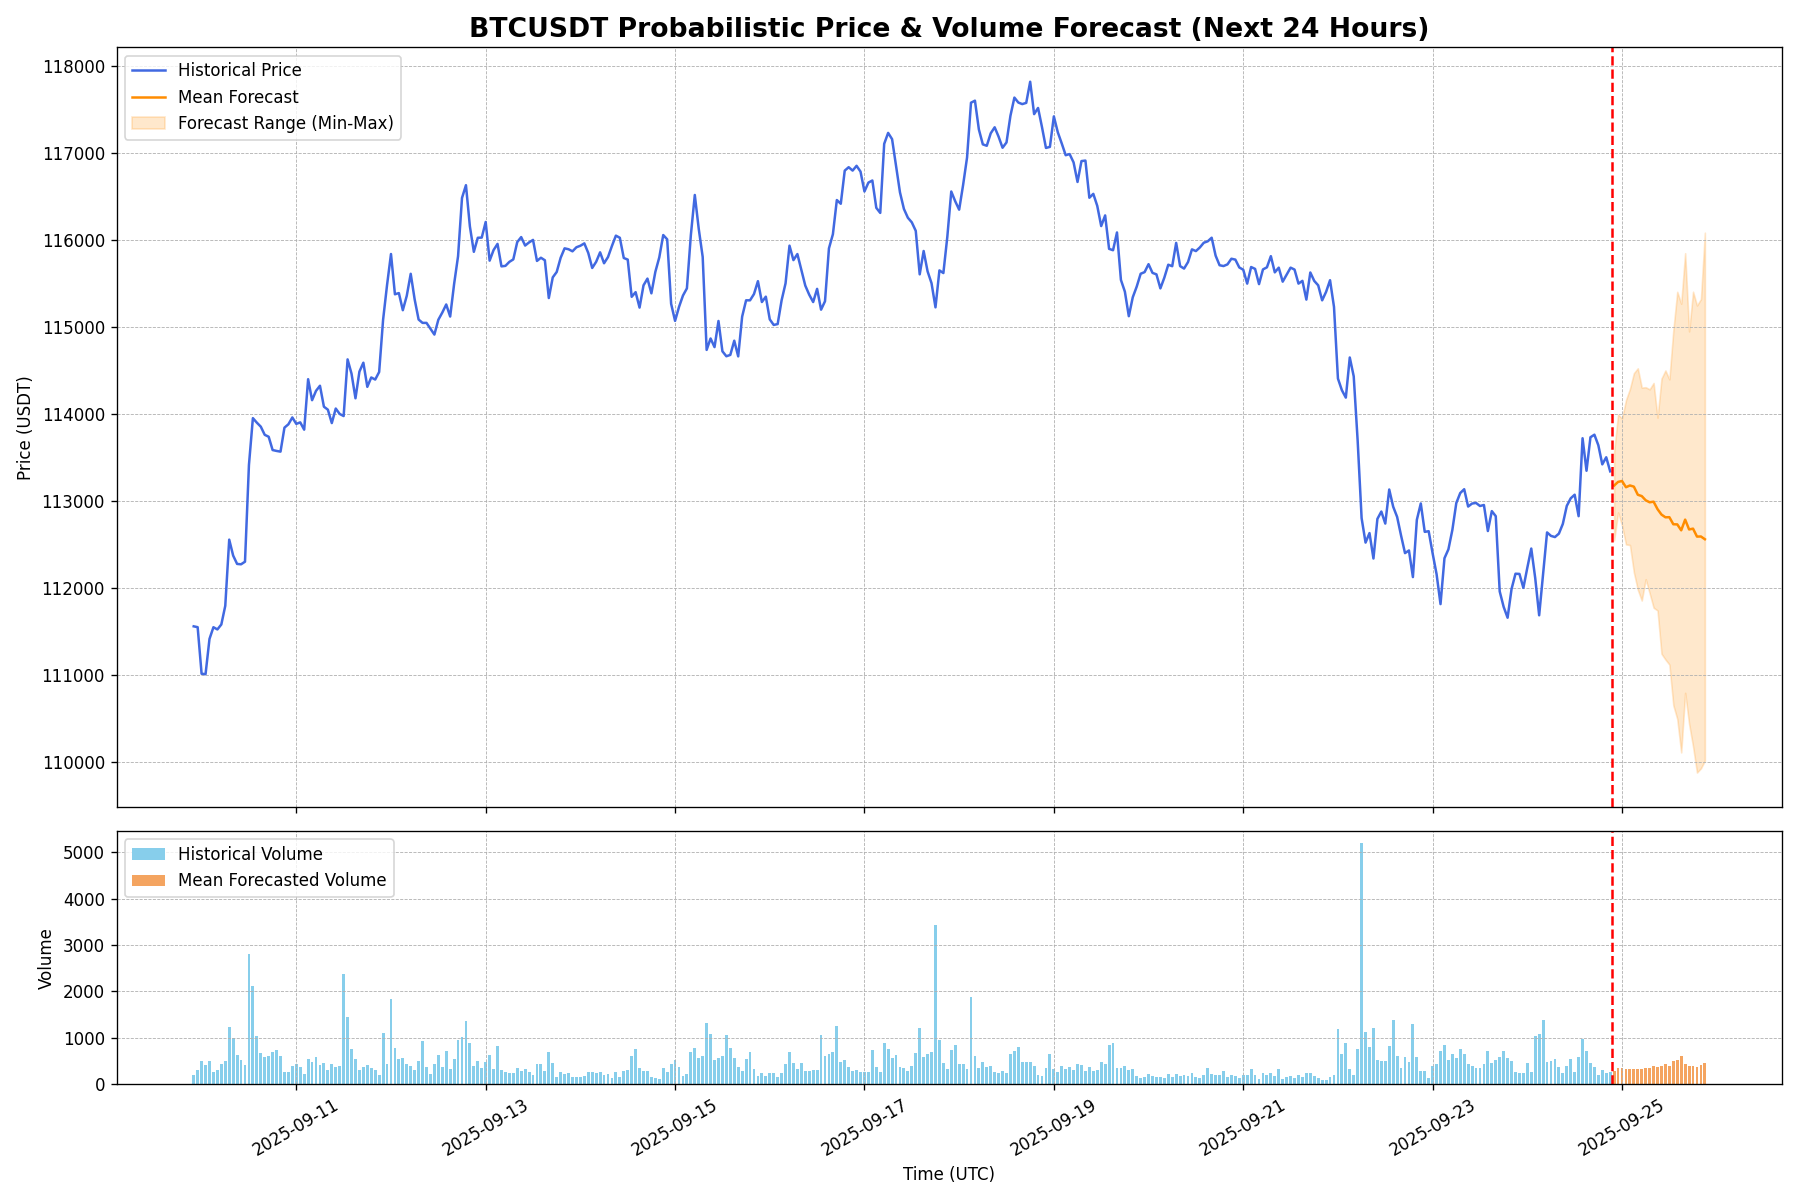 BTCUSDT Probabilistic Price & Volume Forecast (Next 24 Hours)
Historical Price
Mean Forecast
Forecast Range (Min-Max)
118000
117000
116000
115000
114000
113000
112000
111000
110000
Price (USDT)
Historical Volume
Mean Forecasted Volume
5000
4000
3000
2000
1000
0
Volume
2025-09-11
2025-09-13
2025-09-15
2025-09-17
2025-09-19
2025-09-21
2025-09-23
2025-09-25
Time (UTC)